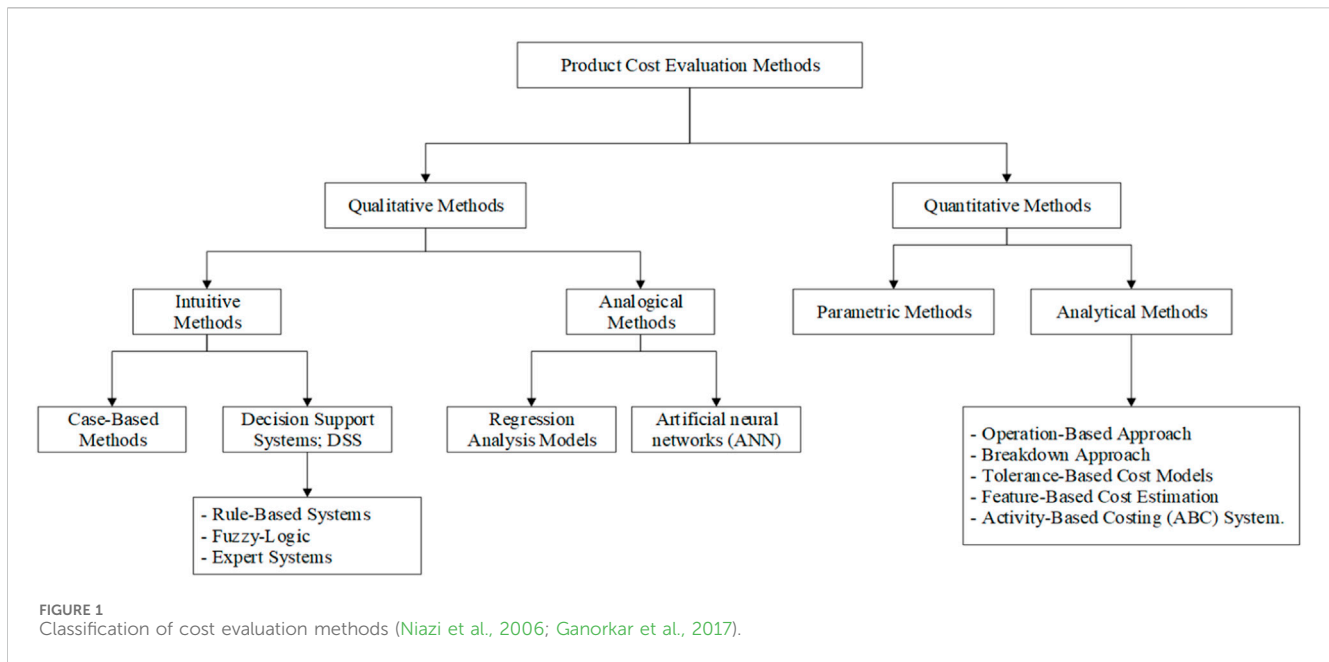 Product Cost Evaluation Methods
Qualitative Methods
Quantitative Methods
Intuitive
Methods
Analogical
Methods
Parametric Methods
Analytical Methods
Case-Based
Methods
Decision Support
Systems; DSS
Regression
Analysis Models
Artificial neural
networks (ANN)
- Operation-Based Approach
- Breakdown Approach
- Tolerance-Based Cost Models
- Feature-Based Cost Estimation
- Activity-Based Costing (ABC) System.
- Rule-Based Systems
- Fuzzy-Logic
- Expert Systems
FIGURE 1
Classification of cost evaluation methods (Niazi et al., 2006; Ganorkar et al., 2017).